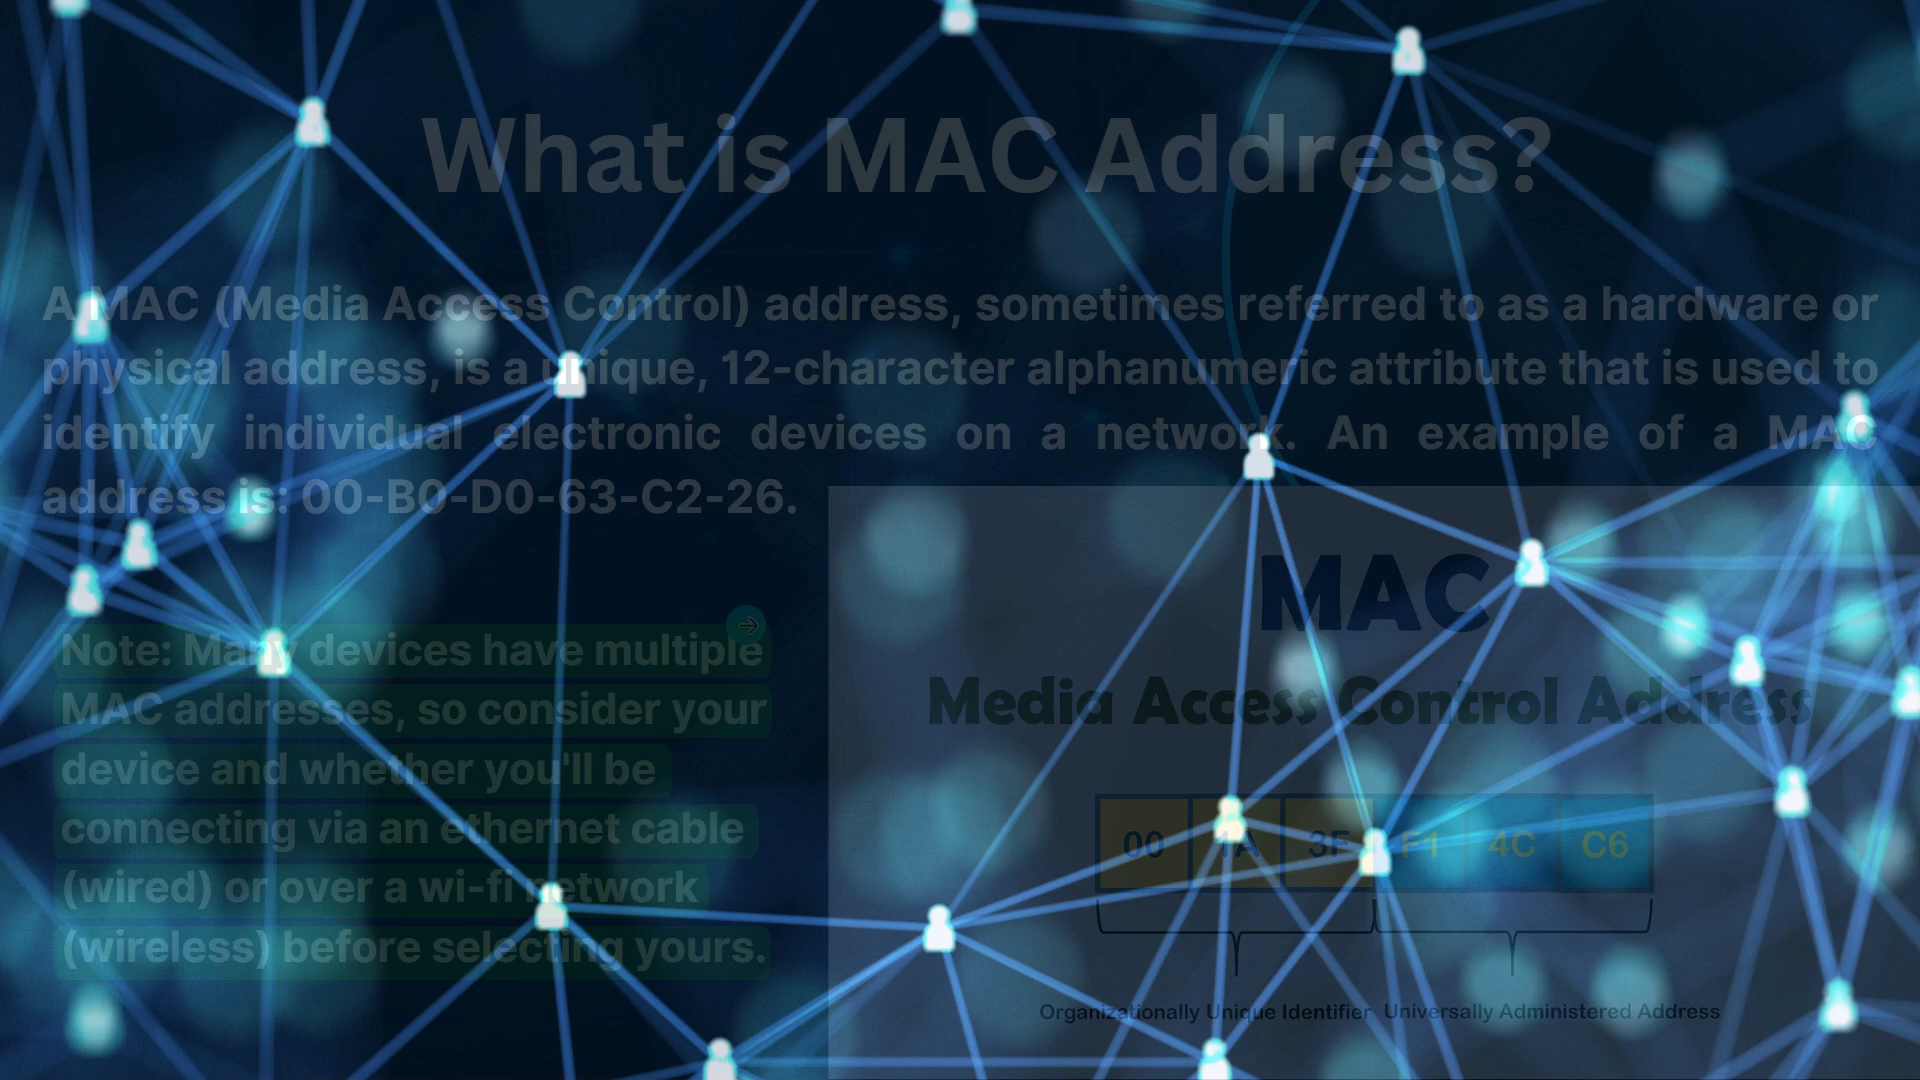 What is MAC Address?
A MAC (Media Access Control) address, sometimes referred to as a hardware or
physical address, is a unique, 12-character alphanumeric attribute that is used to
identify individual electronic devices on a network. An example of a MAC
address is: 00-B0-D0-63-C2-26.
Note: Many devices have multiple
MAC addresses, so consider your
device and whether you'll be
connecting via an ethernet cable
(wired) or over a wi-fi network
(wireless) before selecting yours.
MAC
Media Access Control Address
00 1A 3F F1 4C C6
Organizationally Unique Identifier Universally Administered Address